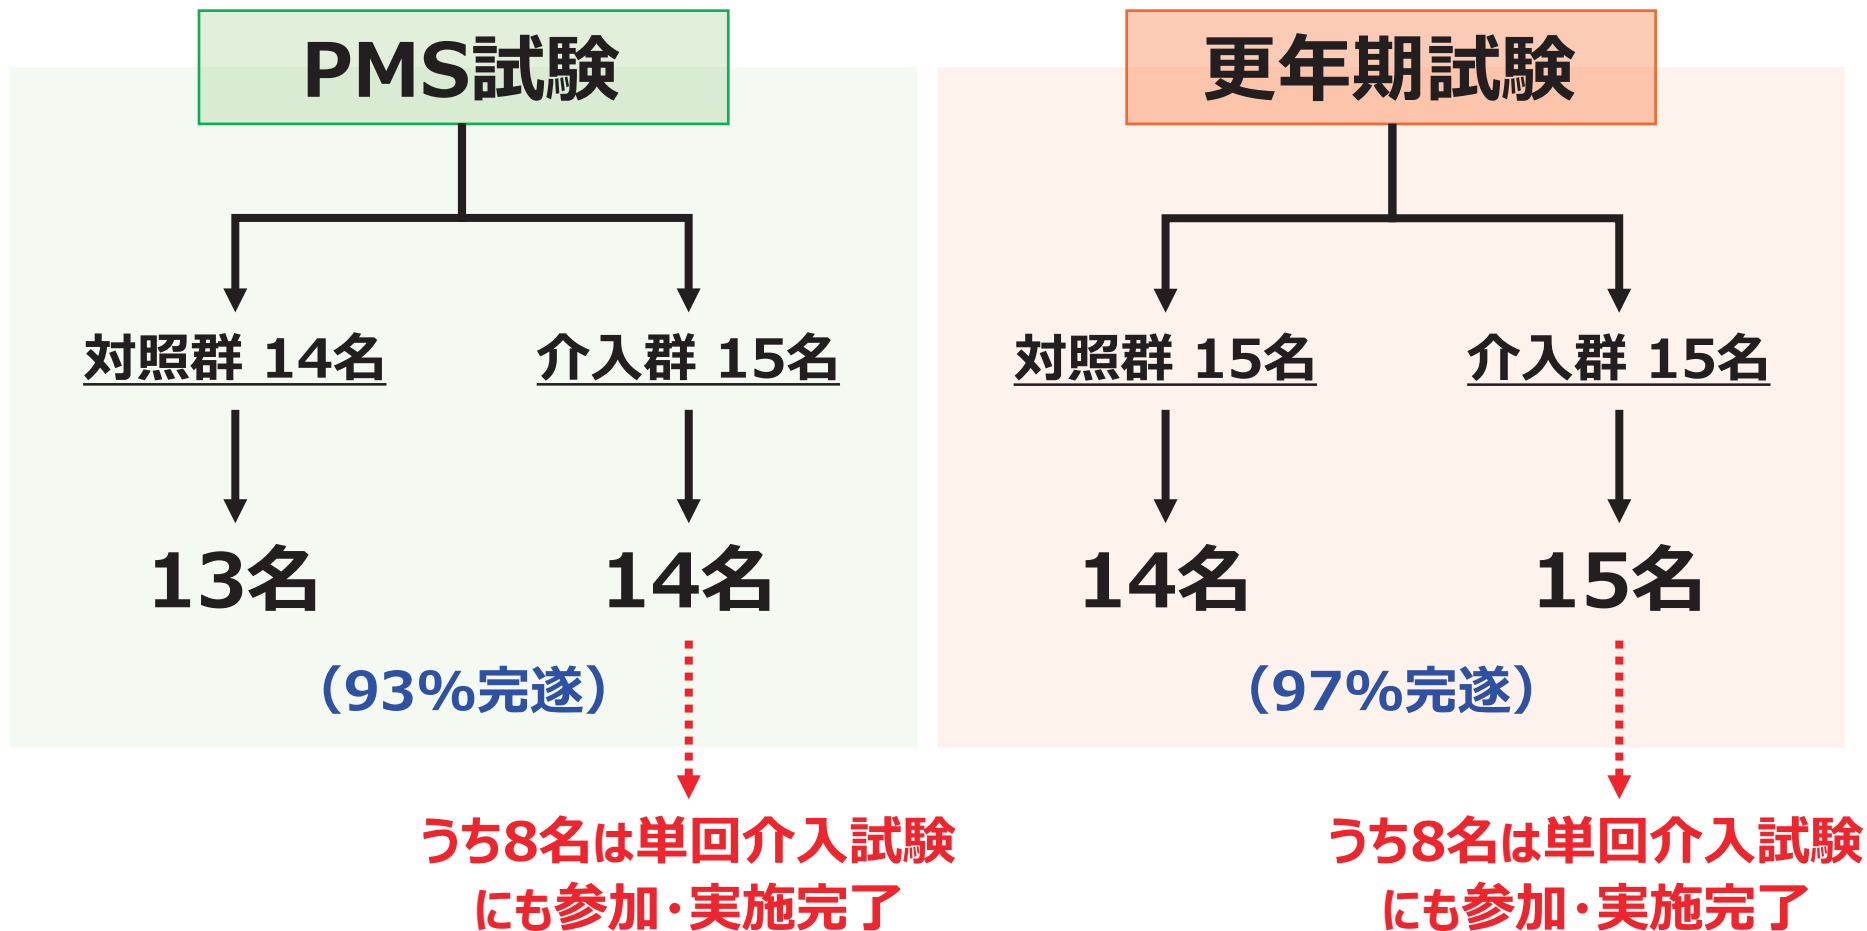 PMS試験
対照群 14名
介入群 15名
13名
14名
（93%完遂）
うち8名は単回介入試験
にも参加・実施完了
更年期試験
対照群 15名
介入群 15名
14名
15名
（97%完遂）
うち8名は単回介入試験
にも参加・実施完了